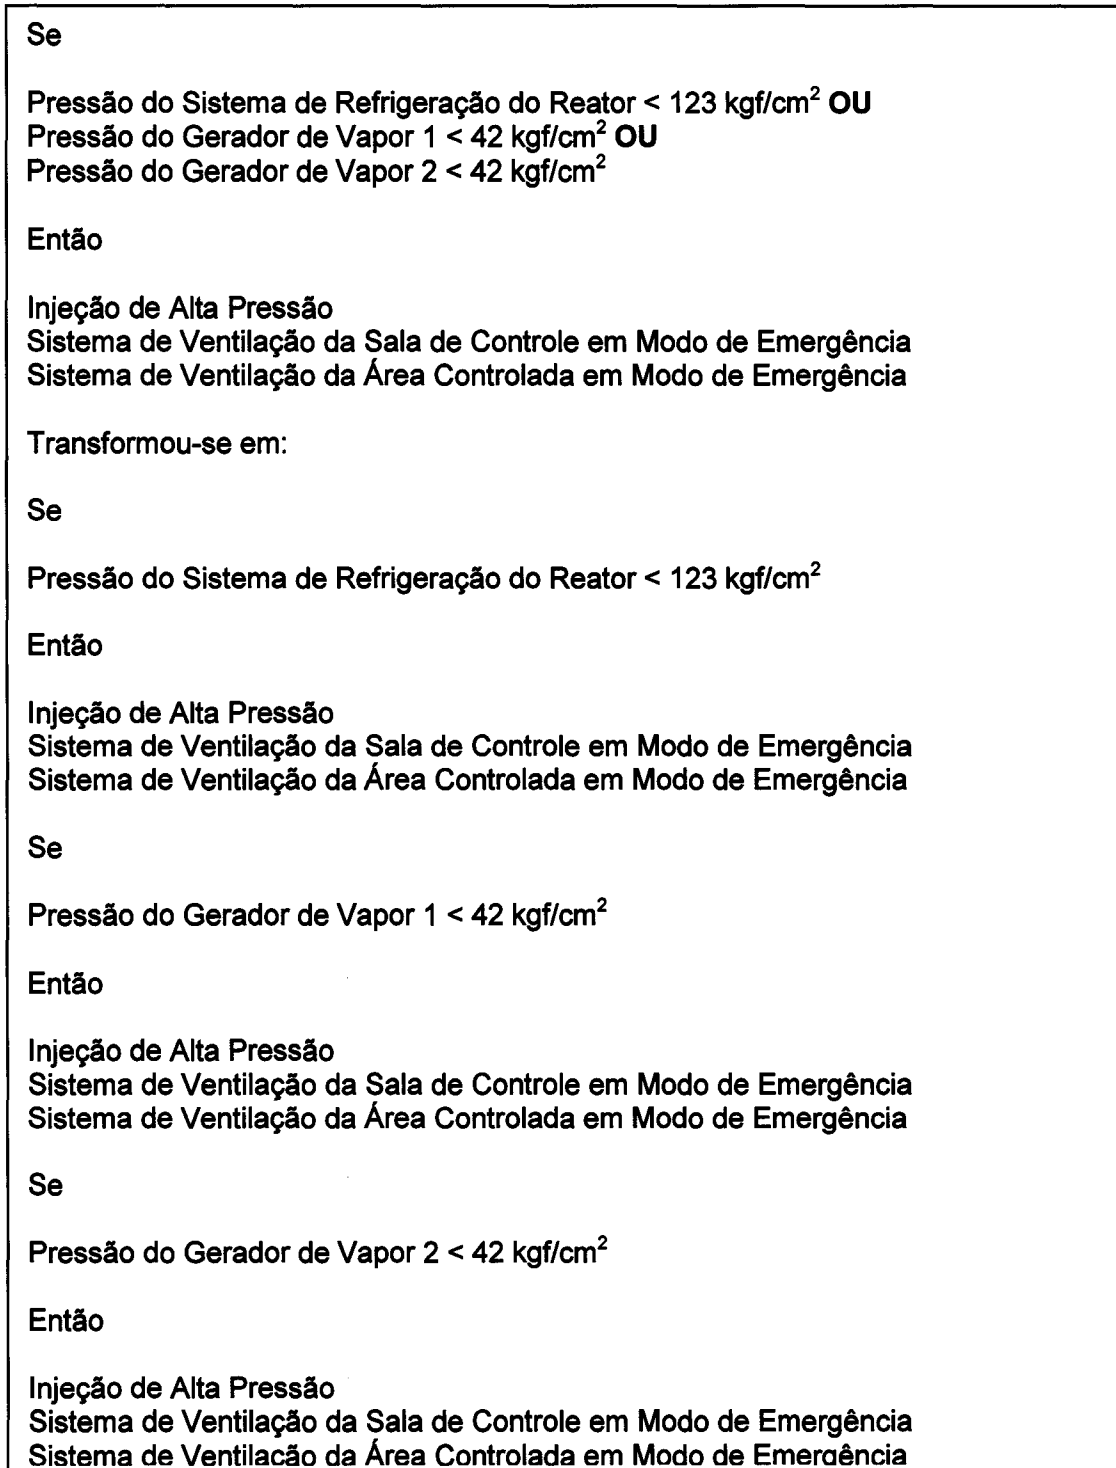 Se
Pressão do Sistema de Refrigeração do Reator < 123 kgf/cm² OU
Pressão do Gerador de Vapor 1 < 42 kgf/cm² OU
Pressão do Gerador de Vapor 2 < 42 kgf/cm²
Então
Injeção de Alta Pressão
Sistema de Ventilação da Sala de Controle em Modo de Emergência
Sistema de Ventilação da Área Controlada em Modo de Emergência
Transformou-se em:
Se
Pressão do Sistema de Refrigeração do Reator < 123 kgf/cm²
Então
Injeção de Alta Pressão
Sistema de Ventilação da Sala de Controle em Modo de Emergência
Sistema de Ventilação da Área Controlada em Modo de Emergência
Se
Pressão do Gerador de Vapor 1 < 42 kgf/cm²
Então
Injeção de Alta Pressão
Sistema de Ventilação da Sala de Controle em Modo de Emergência
Sistema de Ventilação da Área Controlada em Modo de Emergência
Se
Pressão do Gerador de Vapor 2 < 42 kgf/cm²
Então
Injeção de Alta Pressão
Sistema de Ventilação da Sala de Controle em Modo de Emergência
Sistema de Ventilação da Área Controlada em Modo de Emergência